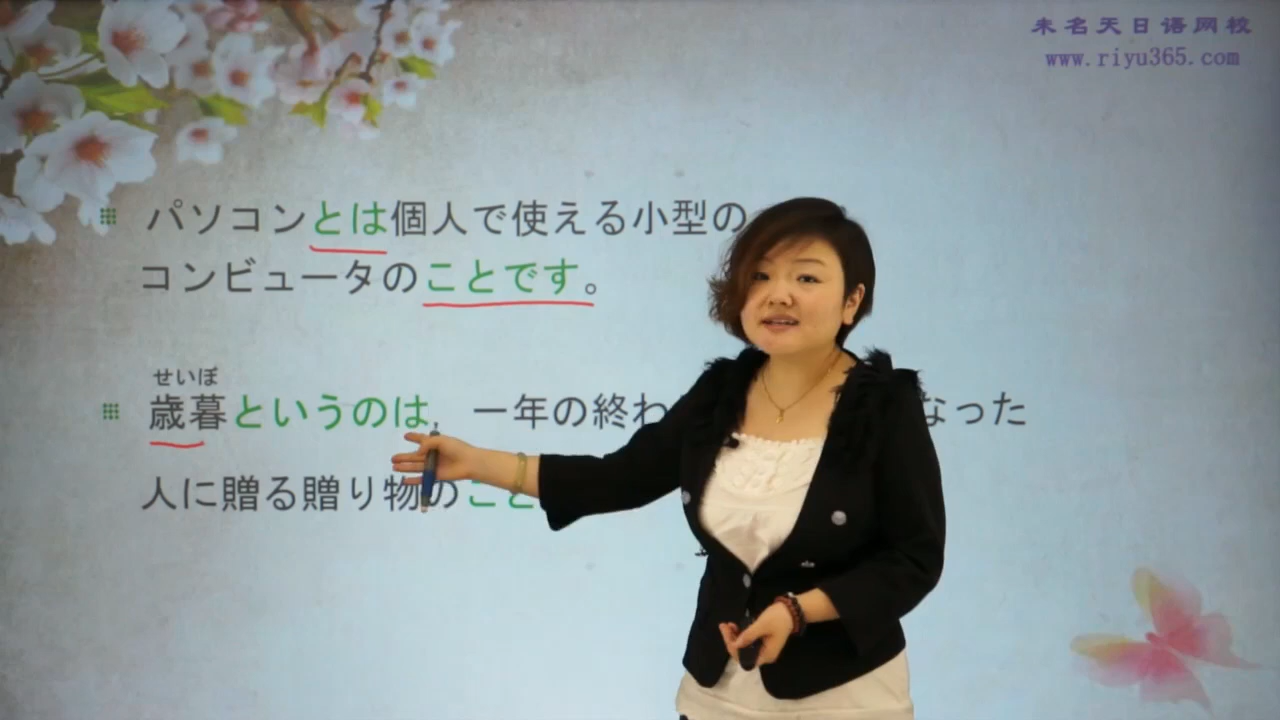 未名天日语网校
www.riyu365.com
パソコンとは個人で使える小型の
コンピュータのことです。
せいぼ
歳暮というのは, 一年の終わ なった
人に贈る贈り物のこと